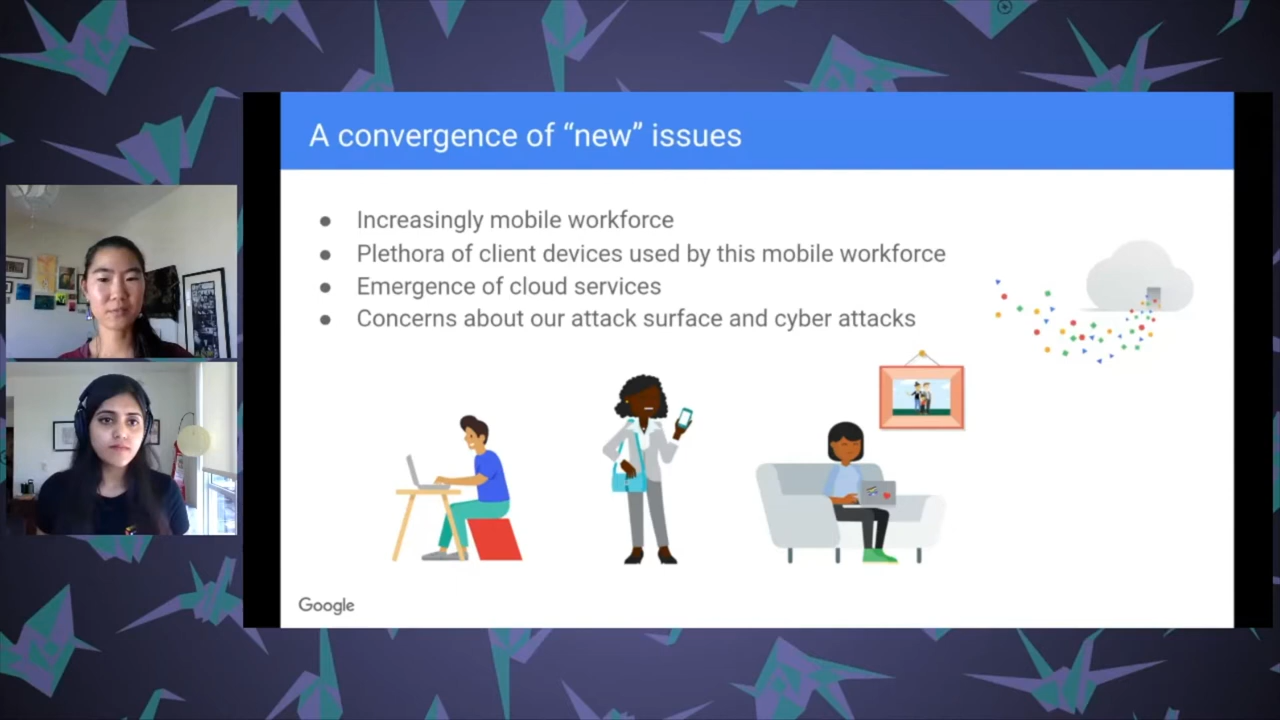 A convergence of “new” issues
● Increasingly mobile workforce
● Plethora of client devices used by this mobile workforce
● Emergence of cloud services
● Concerns about our attack surface and cyber attacks
Google